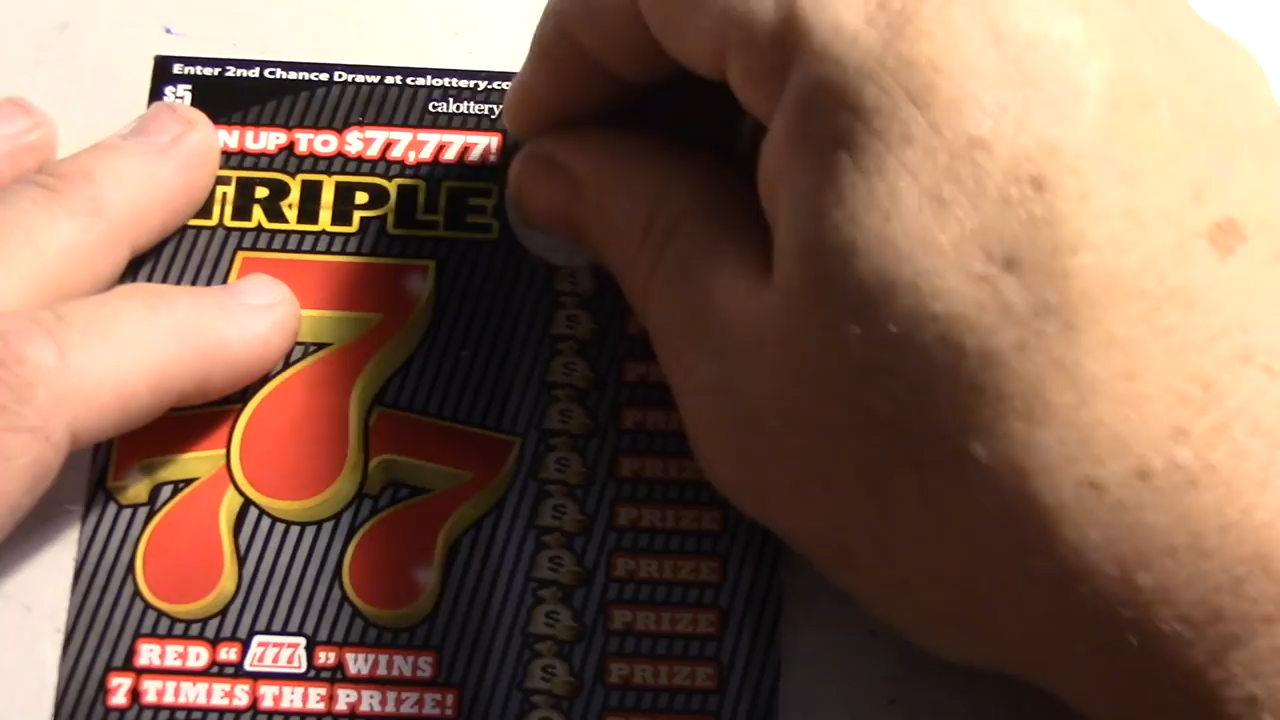 Enter 2nd Chance Draw at calottery.co
$5
calottery
N UP TO $77,777!
TRIPLE
777
RED “ 777 ” WINS
7 TIMES THE PRIZE!
PRIZE
PRIZE
PRIZE
PRIZE
PRIZE